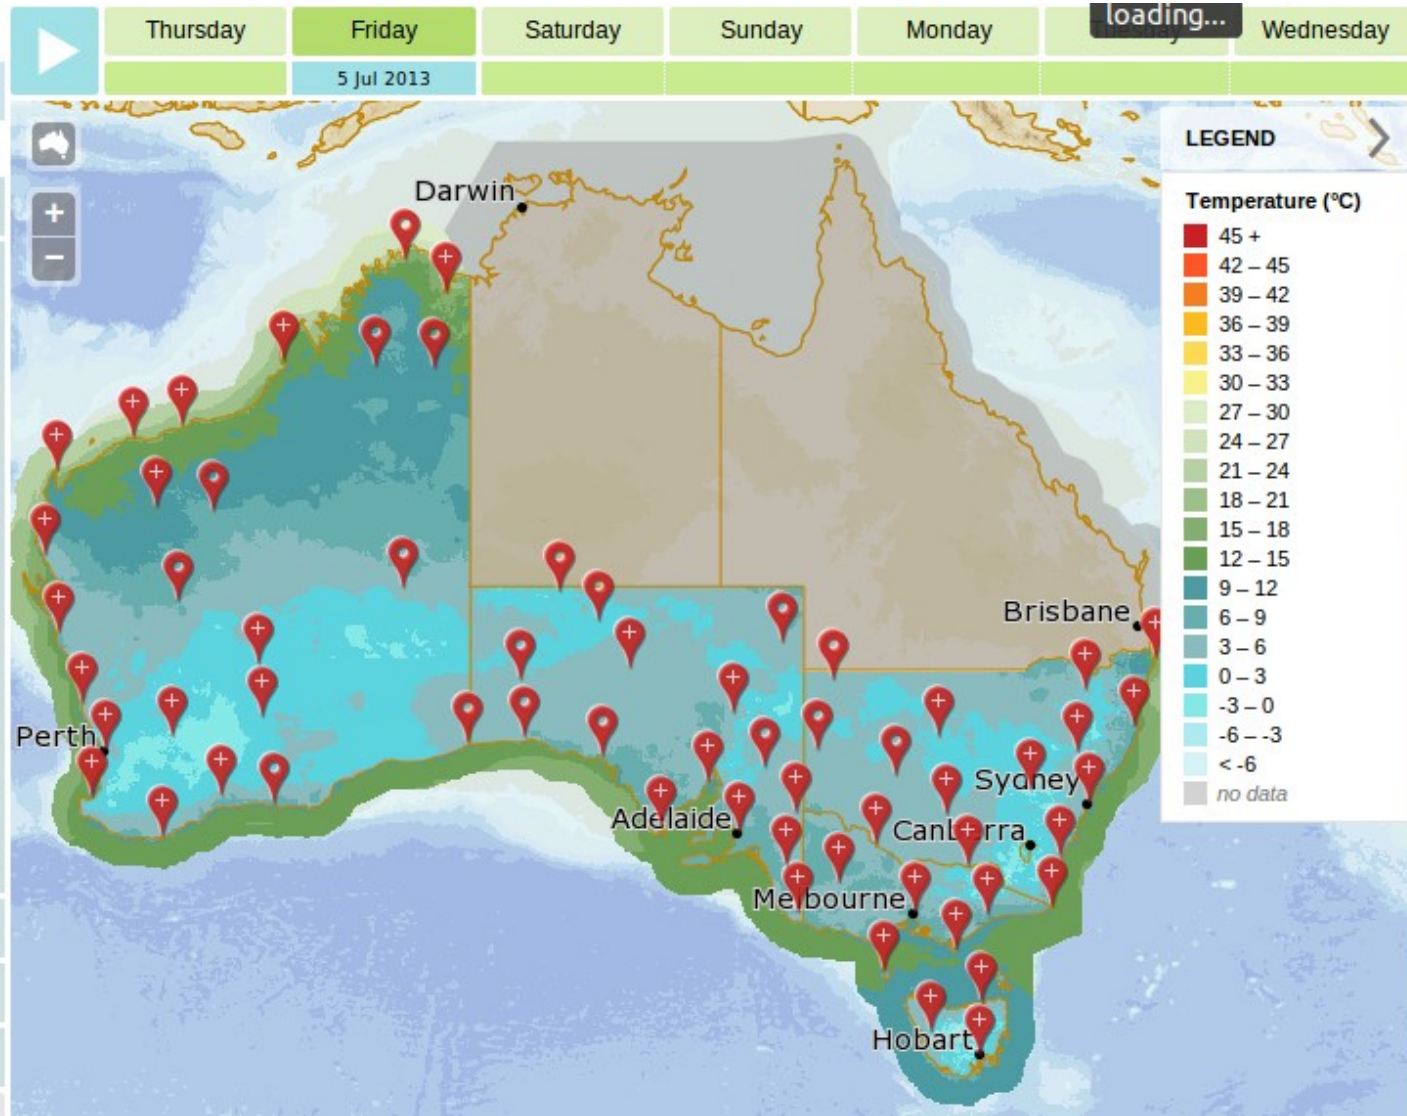 Thursday
Friday
Saturday
Sunday
Monday
loading...
Tuesday
Wednesday
5 Jul 2013
LEGEND
+
−
Darwin
Temperature (°C)
45 +
42 – 45
39 – 42
36 – 39
33 – 36
30 – 33
27 – 30
24 – 27
21 – 24
18 – 21
15 – 18
12 – 15
9 – 12
6 – 9
3 – 6
0 – 3
-3 – 0
-6 – -3
< -6
no data
Brisbane
Perth
Sydney
Adelaide
Canberra
Melbourne
Hobart